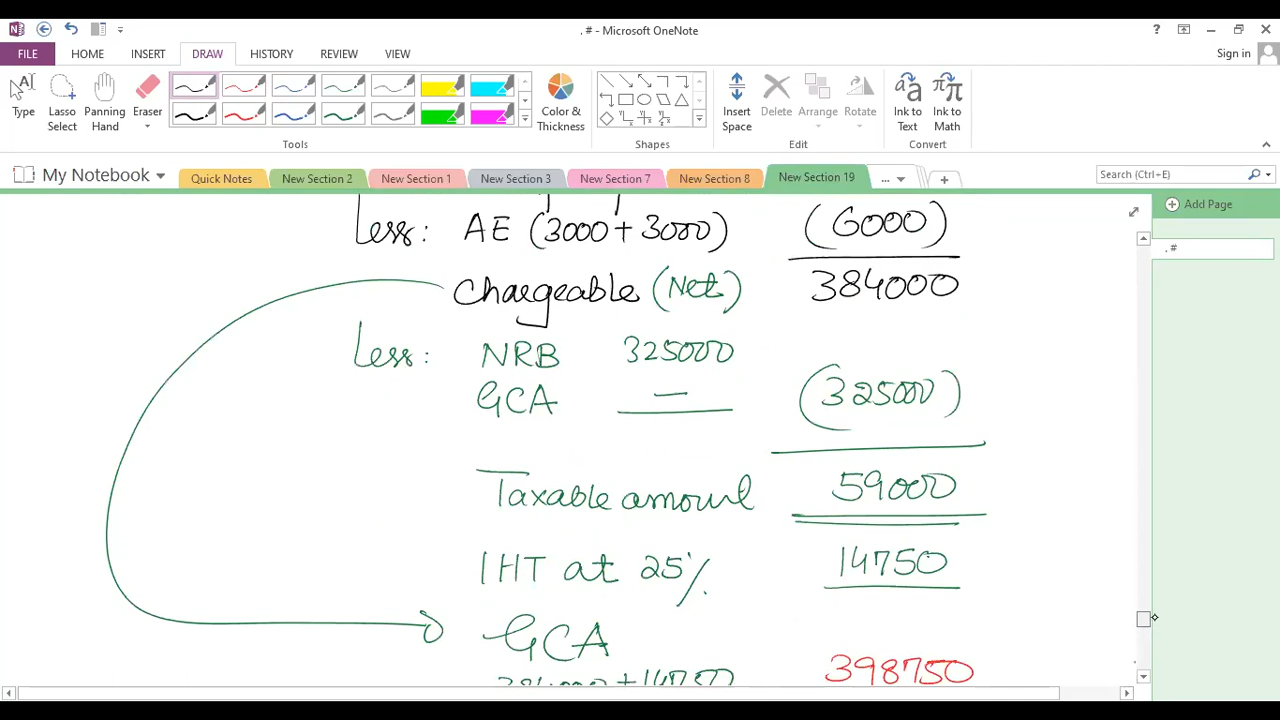 . # - Microsoft OneNote
FILE HOME INSERT DRAW HISTORY REVIEW VIEW Sign in
Type Lasso Select Panning Hand Eraser Color & Thickness Insert Space Delete Arrange Rotate Ink to Text Ink to Math
Tools Shapes Edit Convert
My Notebook Quick Notes New Section 2 New Section 1 New Section 3 New Section 7 New Section 8 New Section 19 ... Search (Ctrl+E)
Add Page
. #
Less: AE (3000+3000) (6000)
Chargeable (Net) 384000
Less: NRB 325000
GCA — (325000)
Taxable amount 59000
IHT at 25% 14750
GCA
384000+14750 398750